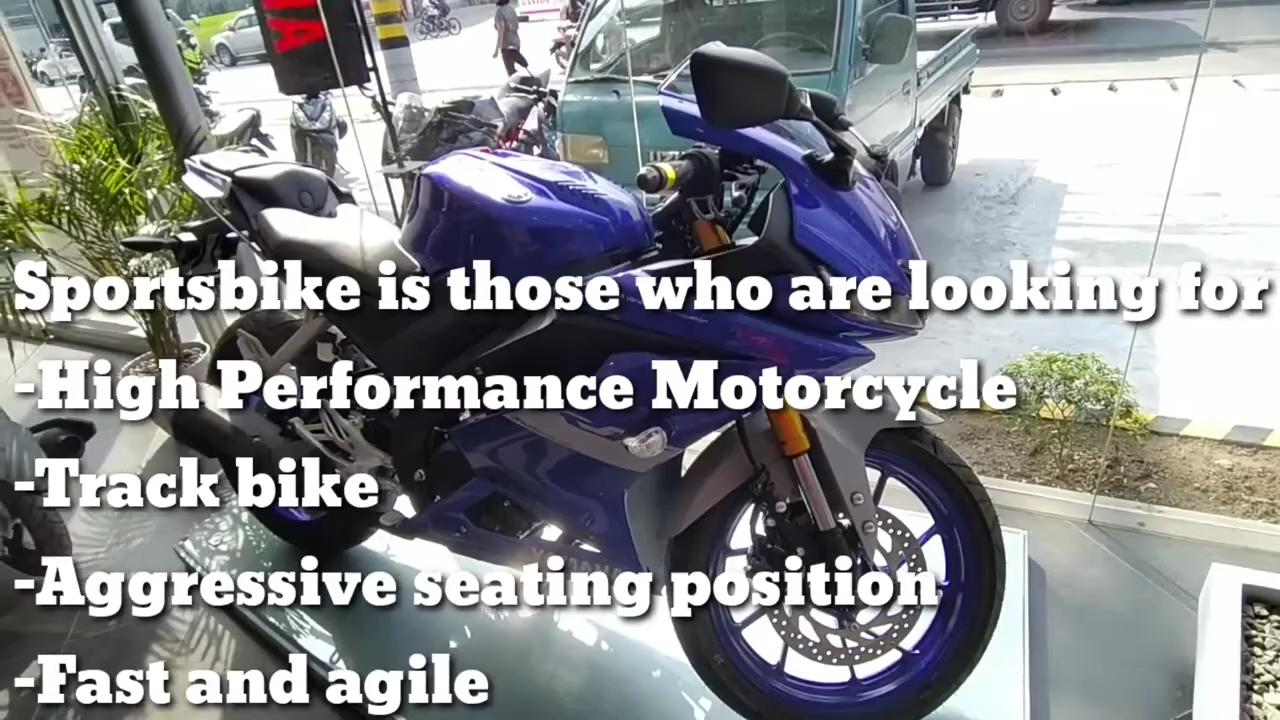 Sportsbike is those who are looking for
-High Performance Motorcycle
-Track bike
-Aggressive seating position
-Fast and agile